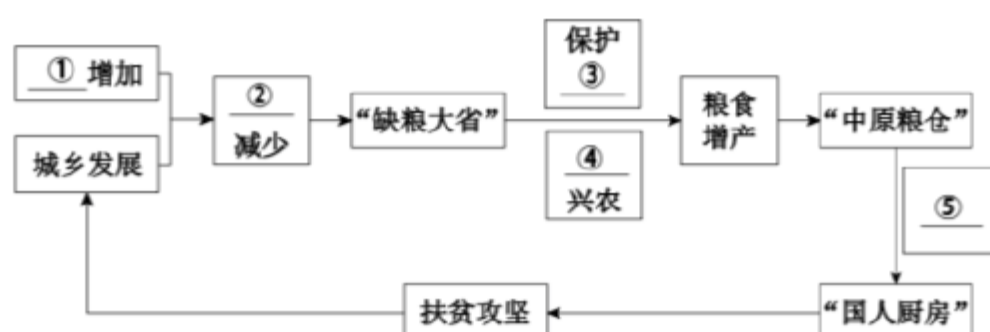 ①增加
城乡发展
②
减少
“缺粮大省”
保护
③
④
兴农
粮食
增产
“中原粮仓”
⑤
“国人厨房”
扶贫攻坚